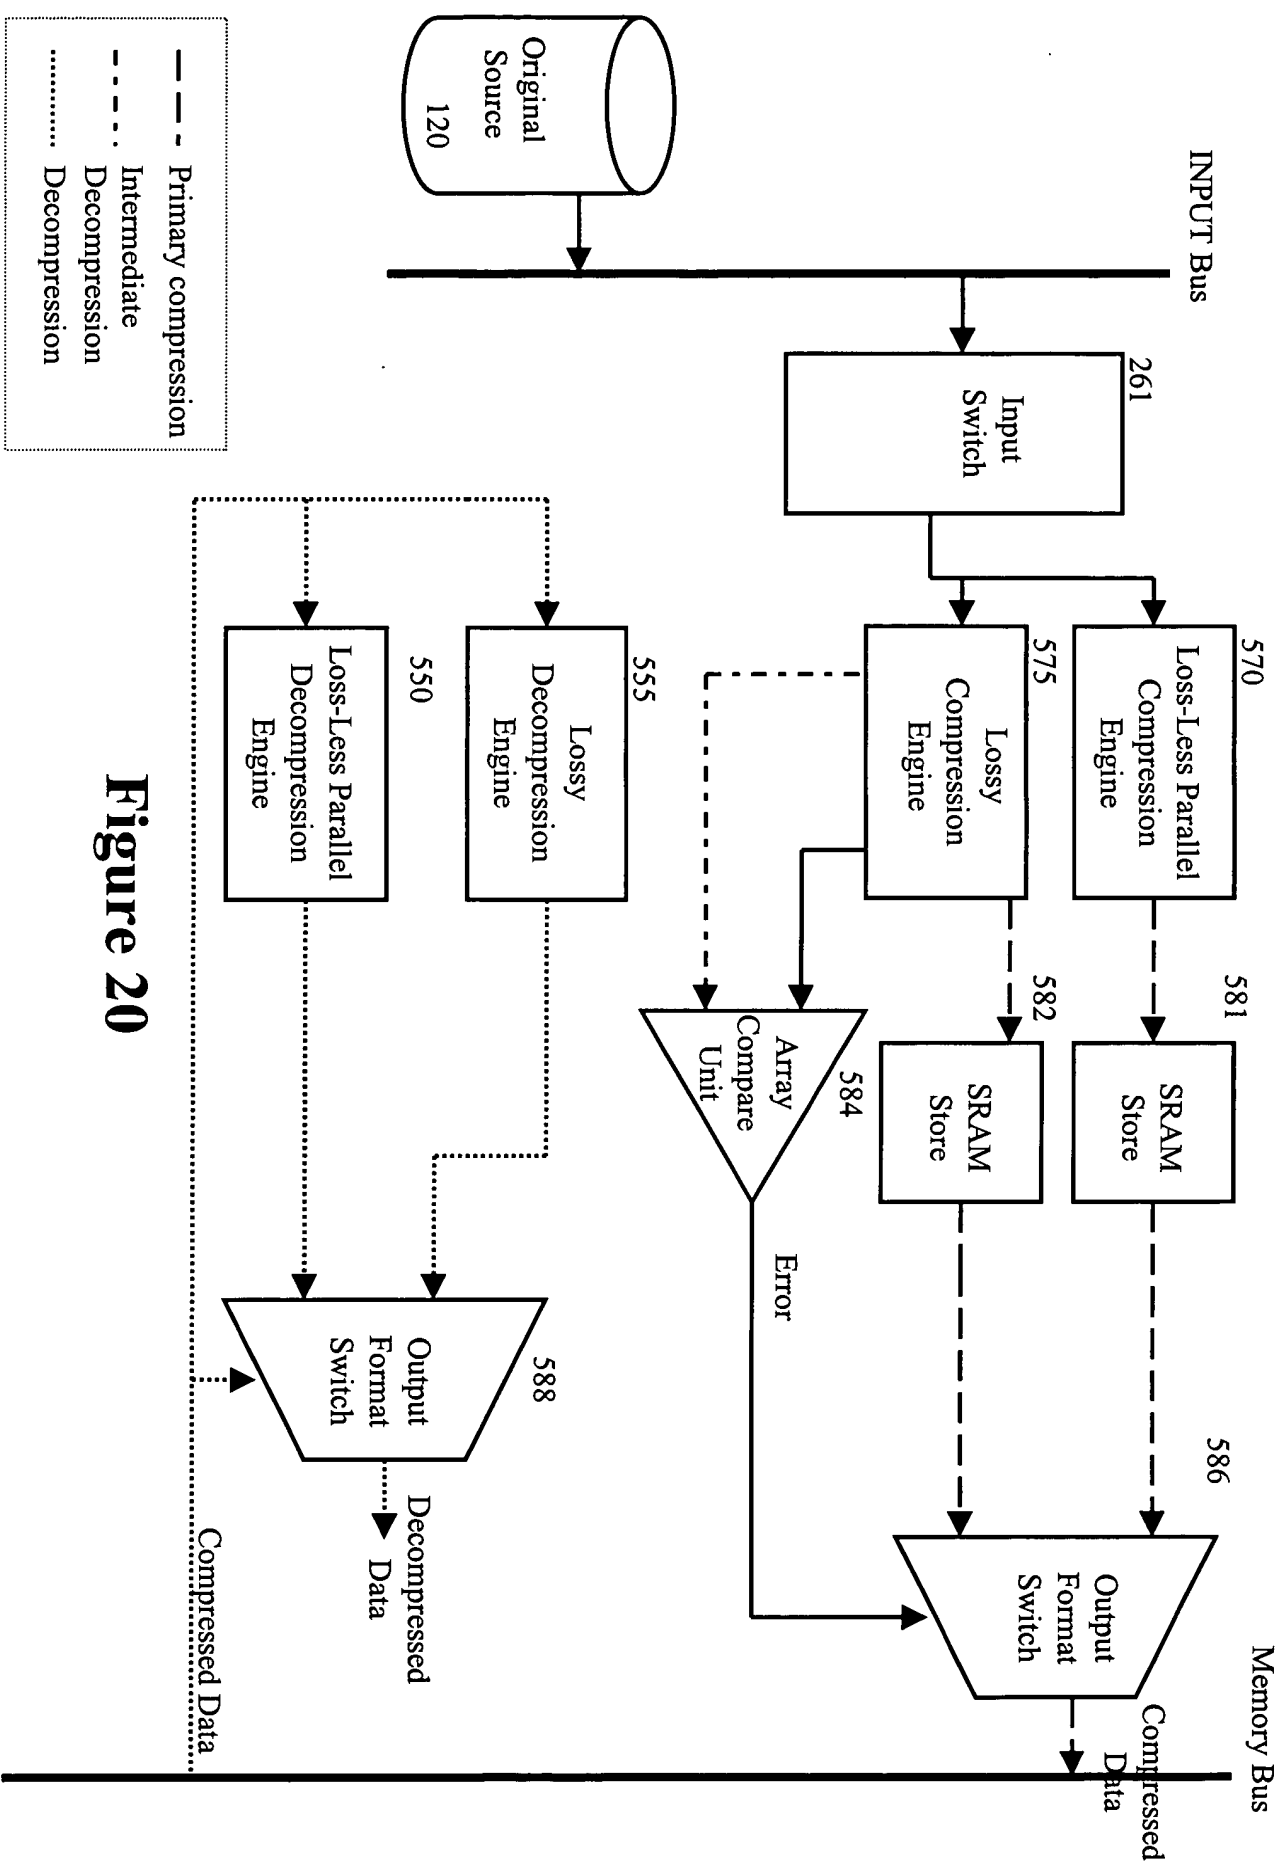 INPUT Bus
Memory Bus
Original
Source
120
261
Input
Switch
570
Loss-Less Parallel
Compression
Engine
581
SRAM
Store
586
Output
Format
Switch
Compressed
Data
575
Lossy
Compression
Engine
582
SRAM
Store
584
Array
Compare
Unit
Error
555
Lossy
Decompression
Engine
588
Output
Format
Switch
Decompressed
Data
550
Loss-Less Parallel
Decompression
Engine
Compressed Data
Primary compression
Intermediate
Decompression
Decompression
Figure 20